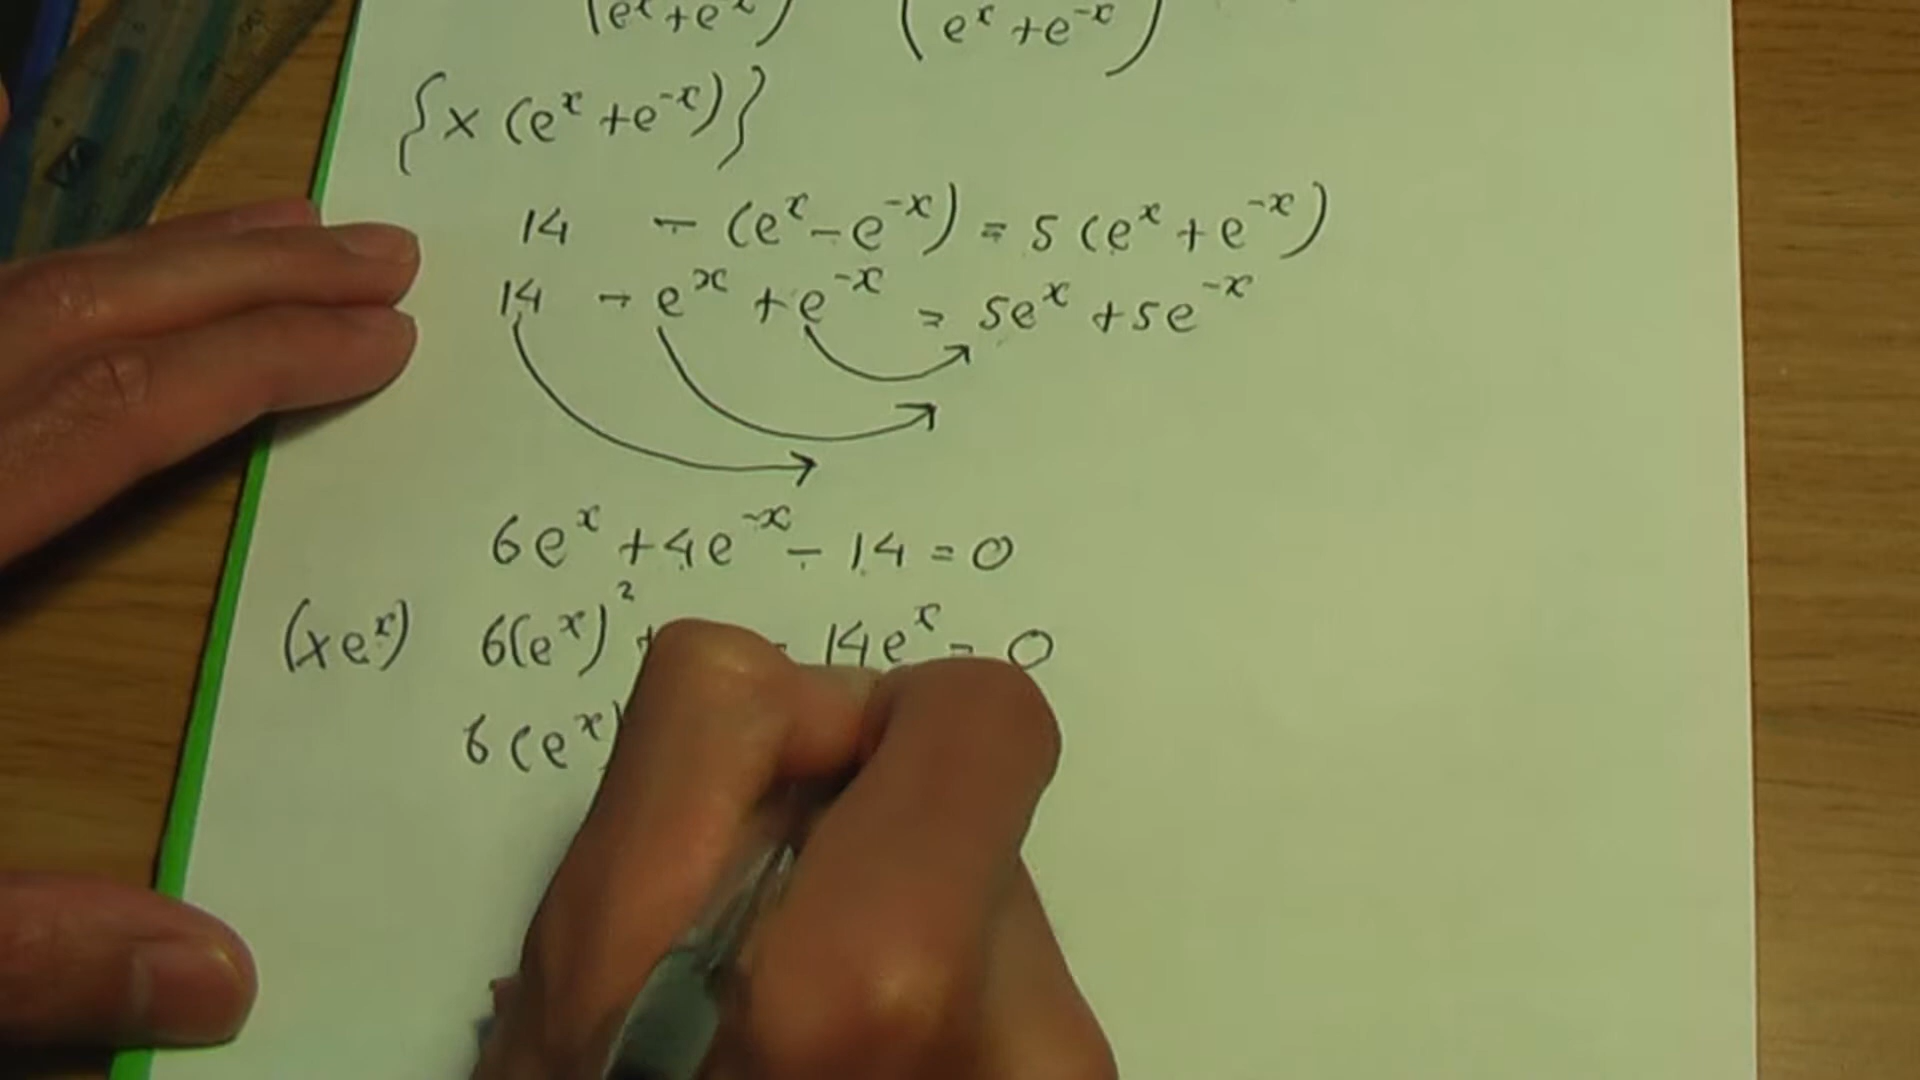 (eˣ+e ) (eˣ+e⁻ˣ)
{×(eˣ+e⁻ˣ)}
14 - (eˣ-e⁻ˣ) = 5(eˣ+e⁻ˣ)
14 - eˣ +e⁻ˣ = 5eˣ +5e⁻ˣ
6eˣ +4e⁻ˣ - 14 = 0
(×eˣ) 6(eˣ)² + - 14eˣ = 0
6(eˣ)